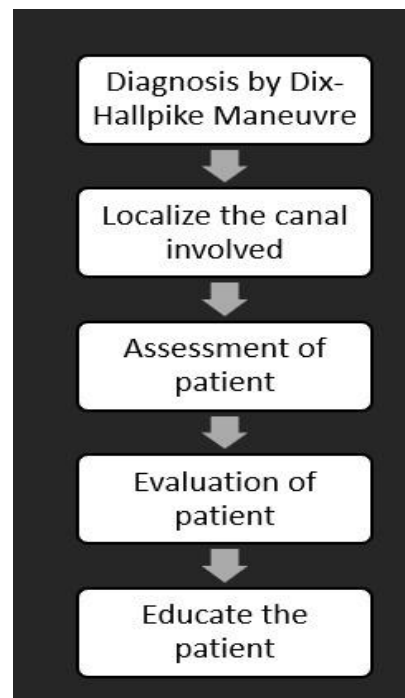 Diagnosis by Dix-
Hallpike Maneuvre
Localize the canal
involved
Assessment of
patient
Evaluation of
patient
Educate the
patient